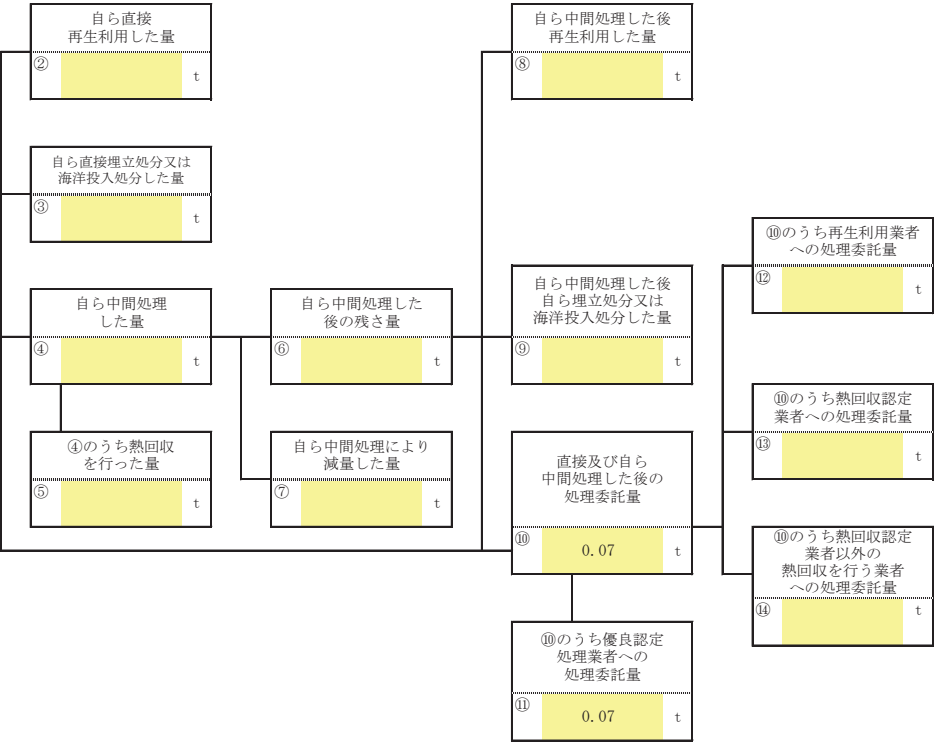 自ら直接
再生利用した量
②
t
自ら中間処理した後
再生利用した量
⑧
t
自ら直接埋立処分又は
海洋投入処分した量
③
t
⑩のうち再生利用業者
への処理委託量
⑫
t
自ら中間処理
した量
④
t
自ら中間処理した
後の残さ量
⑥
t
自ら中間処理した後
自ら埋立処分又は
海洋投入処分した量
⑨
t
⑩のうち熱回収認定
業者への処理委託量
⑬
t
④のうち熱回収
を行った量
⑤
t
自ら中間処理により
減量した量
⑦
t
直接及び自ら
中間処理した後の
処理委託量
⑩
0.07
t
⑩のうち熱回収認定
業者以外の
熱回収を行う業者
への処理委託量
⑭
t
⑩のうち優良認定
処理業者への
処理委託量
⑪
0.07
t